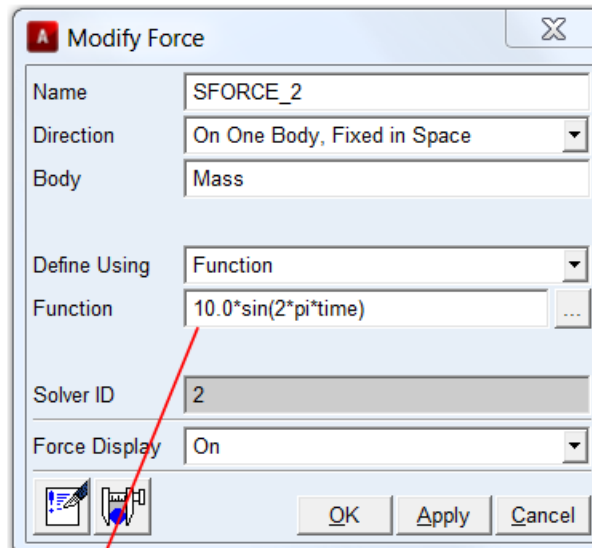 Modify Force
Name SFORCE_2
Direction On One Body, Fixed in Space
Body Mass
Define Using Function
Function 10.0*sin(2*pi*time) ...
Solver ID 2
Force Display On
OK Apply Cancel